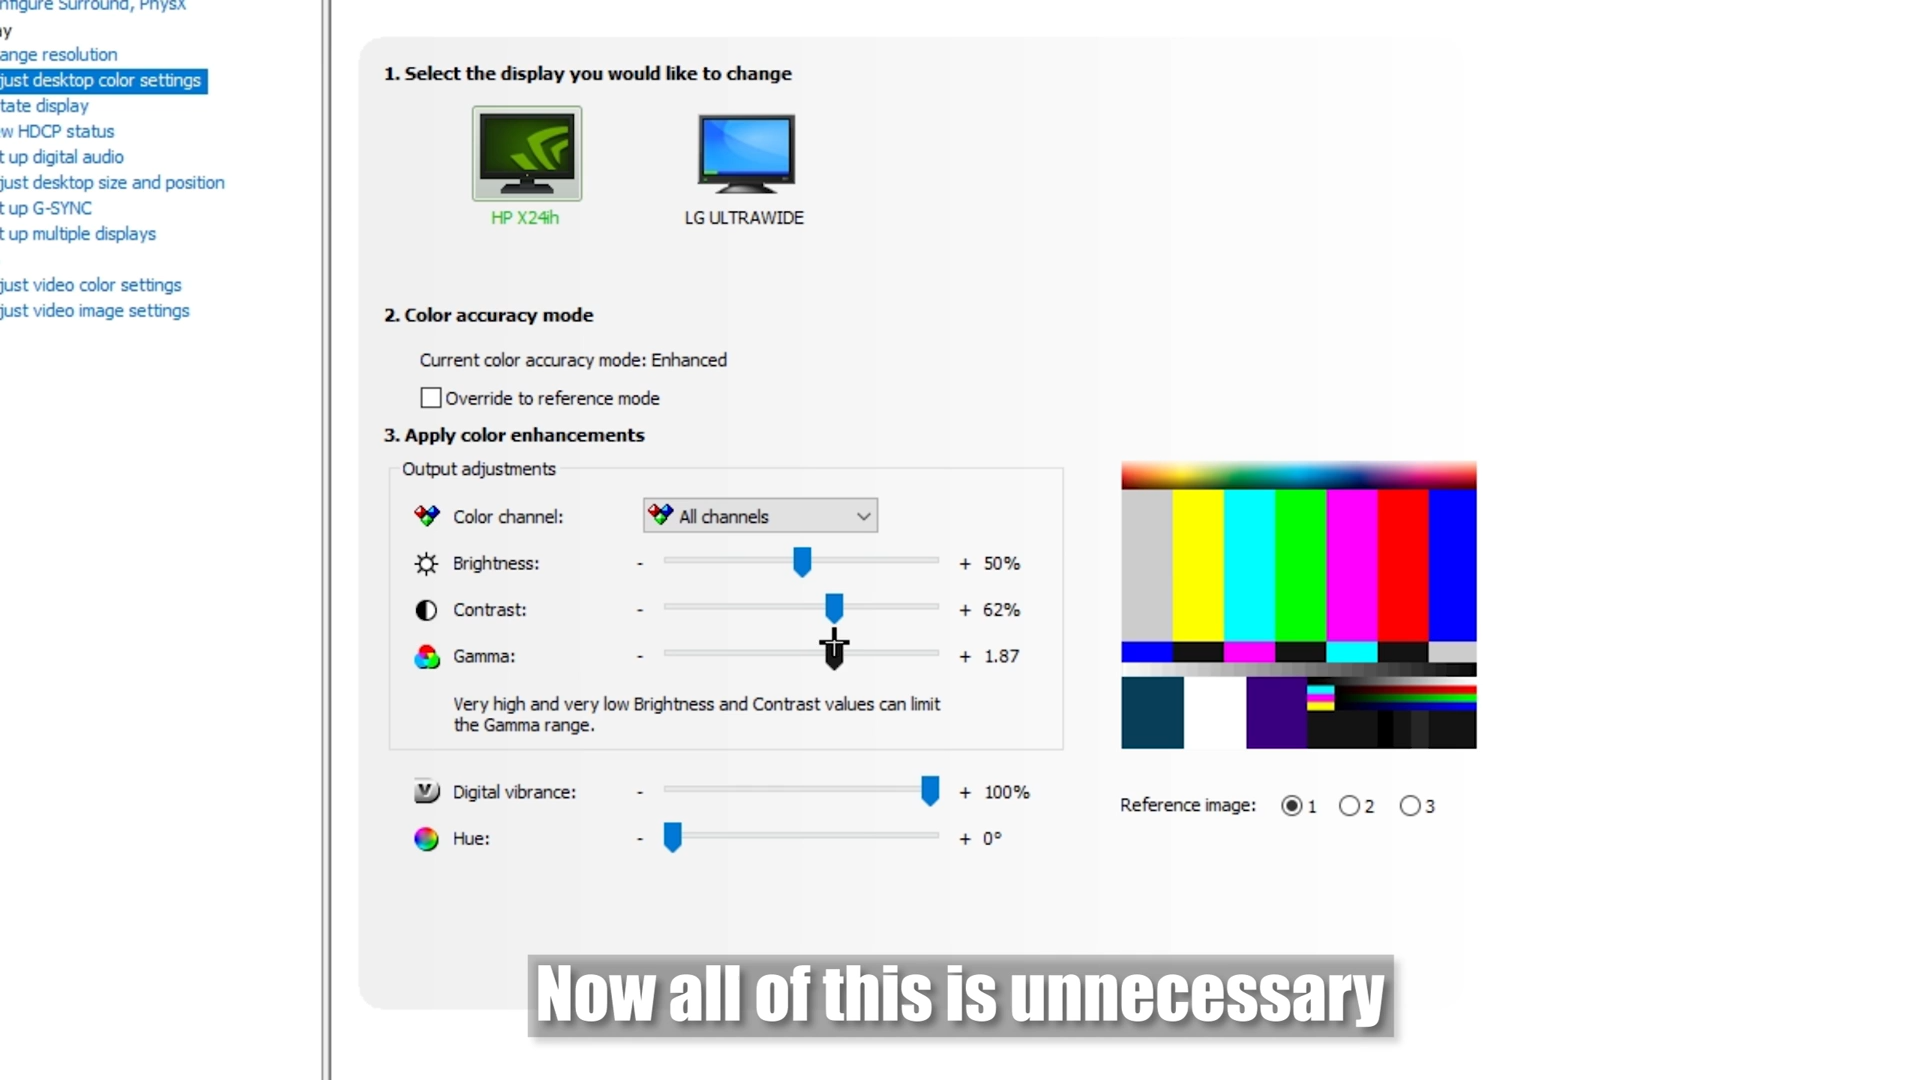 nfigure Surround, PhysX
ay
ange resolution
just desktop color settings
tate display
ew HDCP status
t up digital audio
just desktop size and position
t up G-SYNC
t up multiple displays
just video color settings
just video image settings
1. Select the display you would like to change
HP X24ih
LG ULTRAWIDE
2. Color accuracy mode
Current color accuracy mode: Enhanced
Override to reference mode
3. Apply color enhancements
Output adjustments
Color channel: All channels
Brightness: - + 50%
Contrast: - + 62%
Gamma: - + 1.87
Very high and very low Brightness and Contrast values can limit
the Gamma range.
Digital vibrance: - + 100%
Hue: - + 0°
Reference image: 1 2 3
Now all of this is unnecessary